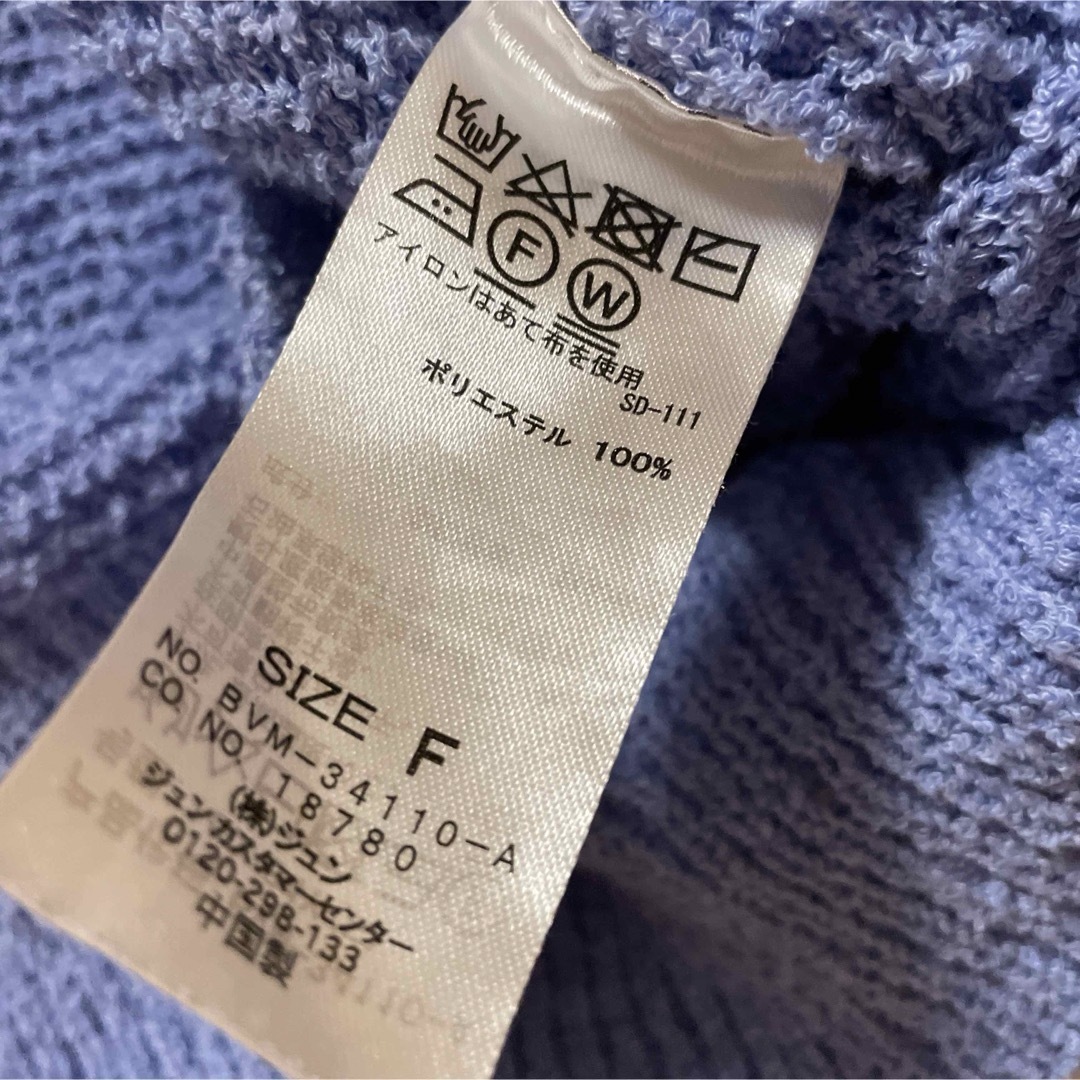 F
W
アイロンはあて布を使用
SD-111
ポリエステル 100%
SIZE F
NO. BVM-34110-A
CO. NO. 18780
(株)ジュン
ジュンカスタマーセンター
0120-298-133
中国製